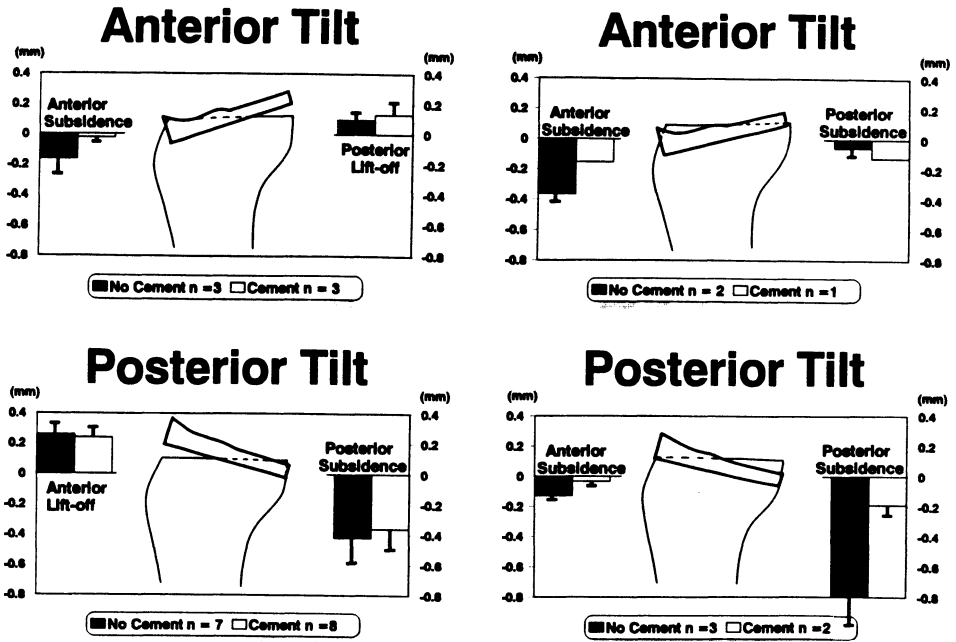 Anterior Tilt
(mm)
(mm)
0.4
0.2
0
-0.2
-0.4
-0.6
-0.8
Anterior
Subsidence
Posterior
Lift-off
0.4
0.2
0
-0.2
-0.4
-0.6
-0.8
No Cement n =3 Cement n = 3
Anterior Tilt
(mm)
(mm)
0.4
0.2
0
-0.2
-0.4
-0.6
-0.8
Anterior
Subsidence
Posterior
Subsidence
0.4
0.2
0
-0.2
-0.4
-0.6
-0.8
No Cement n = 2 Cement n =1
Posterior Tilt
(mm)
(mm)
0.4
0.2
0
-0.2
-0.4
-0.6
-0.8
Anterior
Lift-off
Posterior
Subsidence
0.4
0.2
0
-0.2
-0.4
-0.6
-0.8
No Cement n = 7 Cement n =8
Posterior Tilt
(mm)
(mm)
0.4
0.2
0
-0.2
-0.4
-0.6
-0.8
Anterior
Subsidence
Posterior
Subsidence
0.4
0.2
0
-0.2
-0.4
-0.6
-0.8
No Cement n =3 Cement n =2